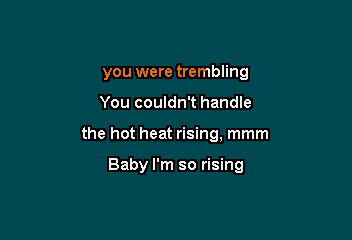 you were trembling
You couldn't handle
the hot heat rising, mmm
Baby I'm so rising